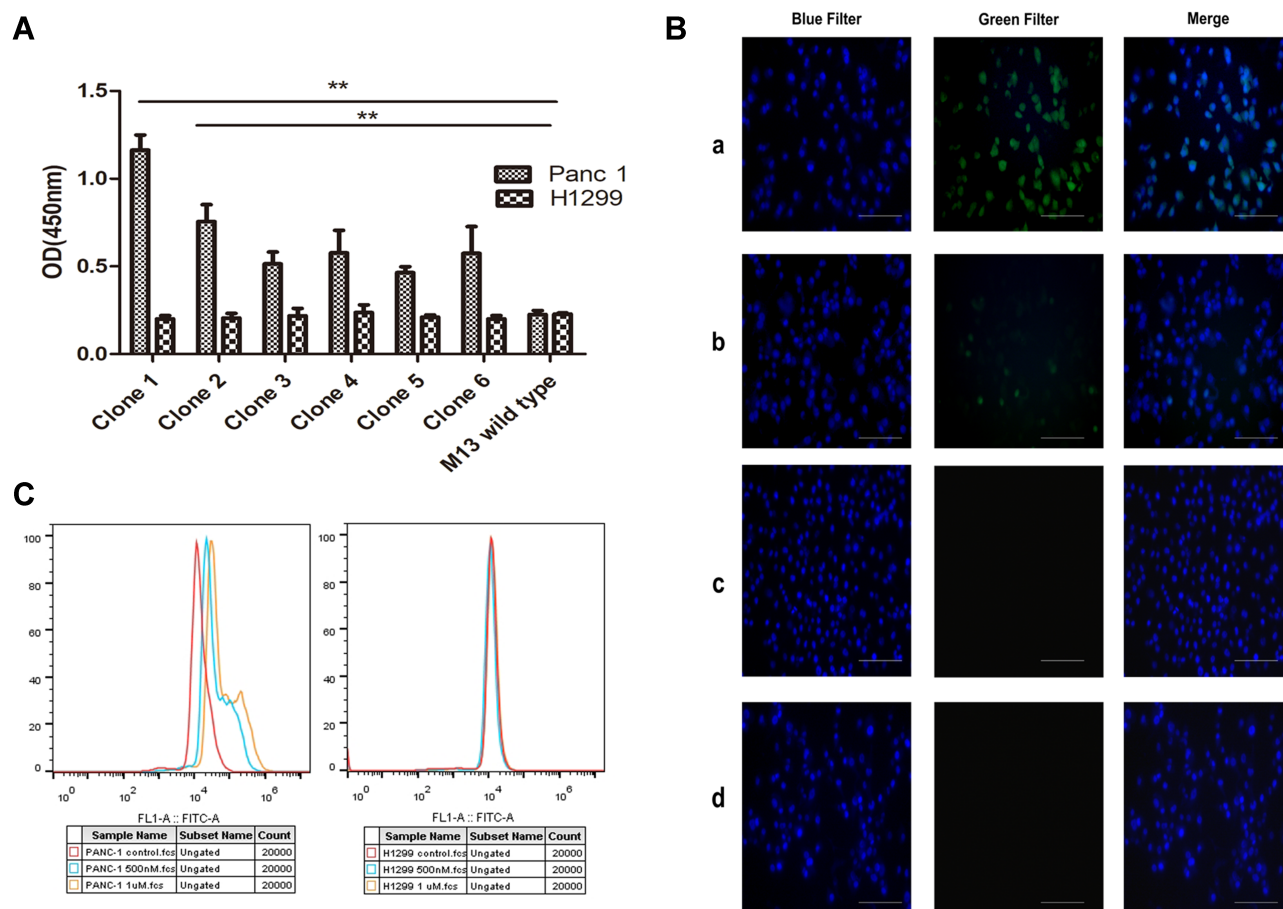 A
**
**
1.5
1.0
0.5
0.0
OD(450nm)
Panc 1
H1299
Clone 1
Clone 2
Clone 3
Clone 4
Clone 5
Clone 6
M13 wild type
B
Blue Filter
Green Filter
Merge
a
b
c
d
C
100
80
60
40
20
0
10^0
10^2
10^4
10^6
FL1-A :: FITC-A
Sample Name Subset Name Count
PANC-1 control.fcs Ungated 20000
PANC-1 500nM.fcs Ungated 20000
PANC-1 1uM.fcs Ungated 20000
100
80
60
40
20
0
10^0
10^2
10^4
10^6
FL1-A :: FITC-A
Sample Name Subset Name Count
H1299 control.fcs Ungated 20000
H1299 500nM.fcs Ungated 20000
H1299 1 uM.fcs Ungated 20000